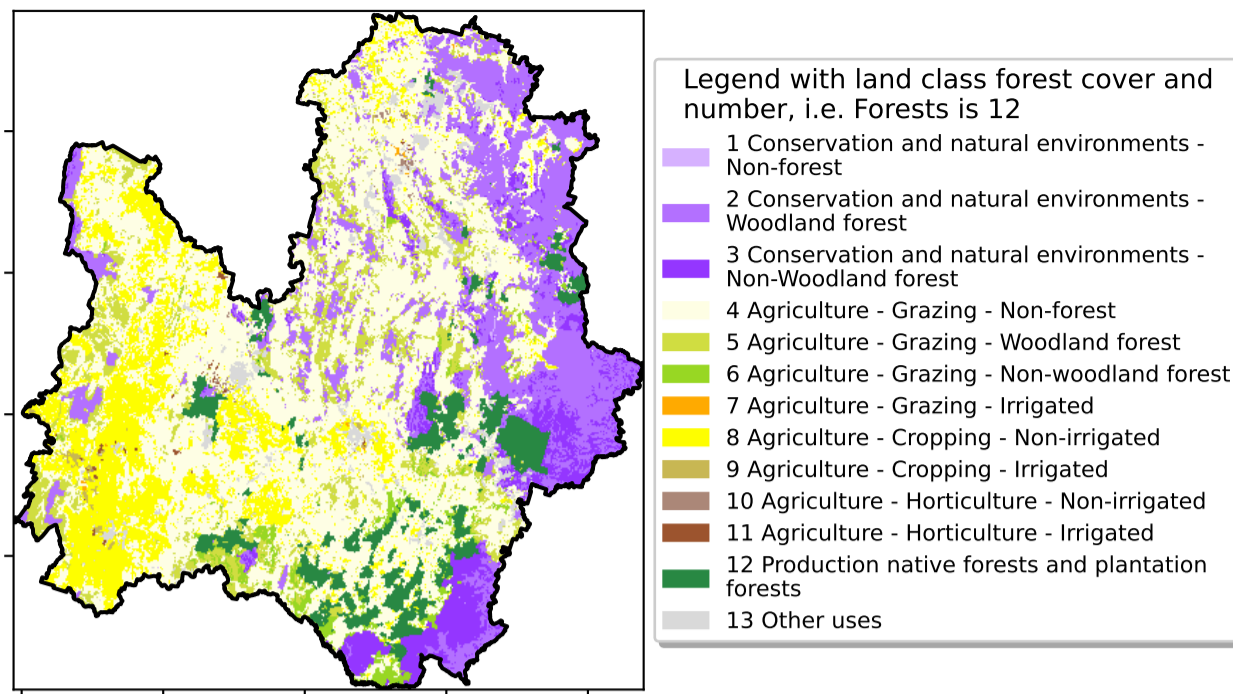 Legend with land class forest cover and
number, i.e. Forests is 12
1 Conservation and natural environments -
Non-forest
2 Conservation and natural environments -
Woodland forest
3 Conservation and natural environments -
Non-Woodland forest
4 Agriculture - Grazing - Non-forest
5 Agriculture - Grazing - Woodland forest
6 Agriculture - Grazing - Non-woodland forest
7 Agriculture - Grazing - Irrigated
8 Agriculture - Cropping - Non-irrigated
9 Agriculture - Cropping - Irrigated
10 Agriculture - Horticulture - Non-irrigated
11 Agriculture - Horticulture - Irrigated
12 Production native forests and plantation
forests
13 Other uses